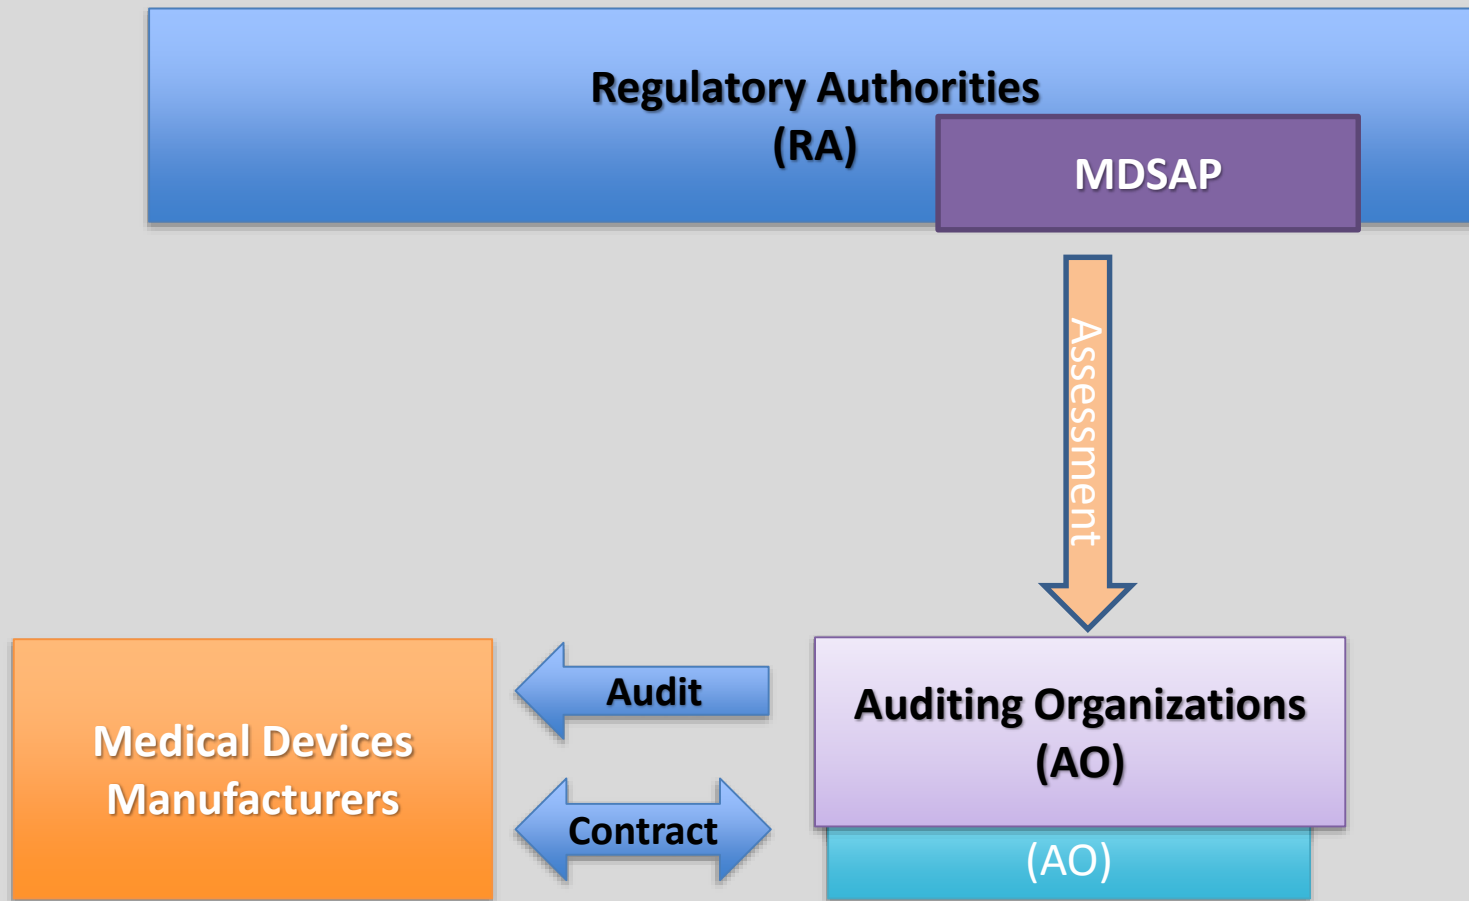 Regulatory Authorities
(RA)
MDSAP
Assessment
Audit
Medical Devices
Manufacturers
Contract
Auditing Organizations
(AO)
(AO)